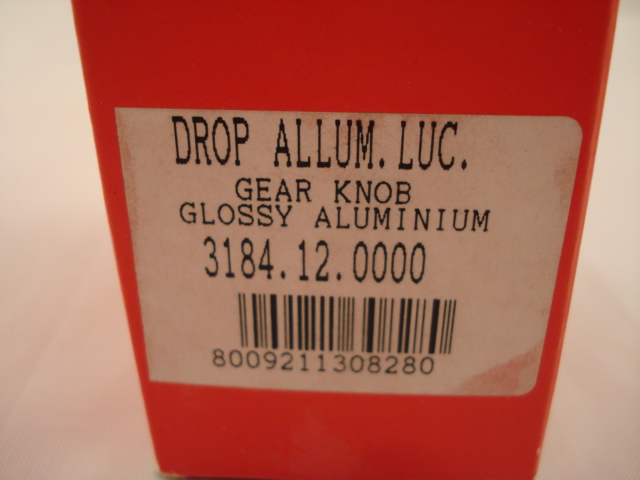 DROP ALLUM. LUC.
GEAR KNOB
GLOSSY ALUMINIUM
3184.12.0000
8009211308280